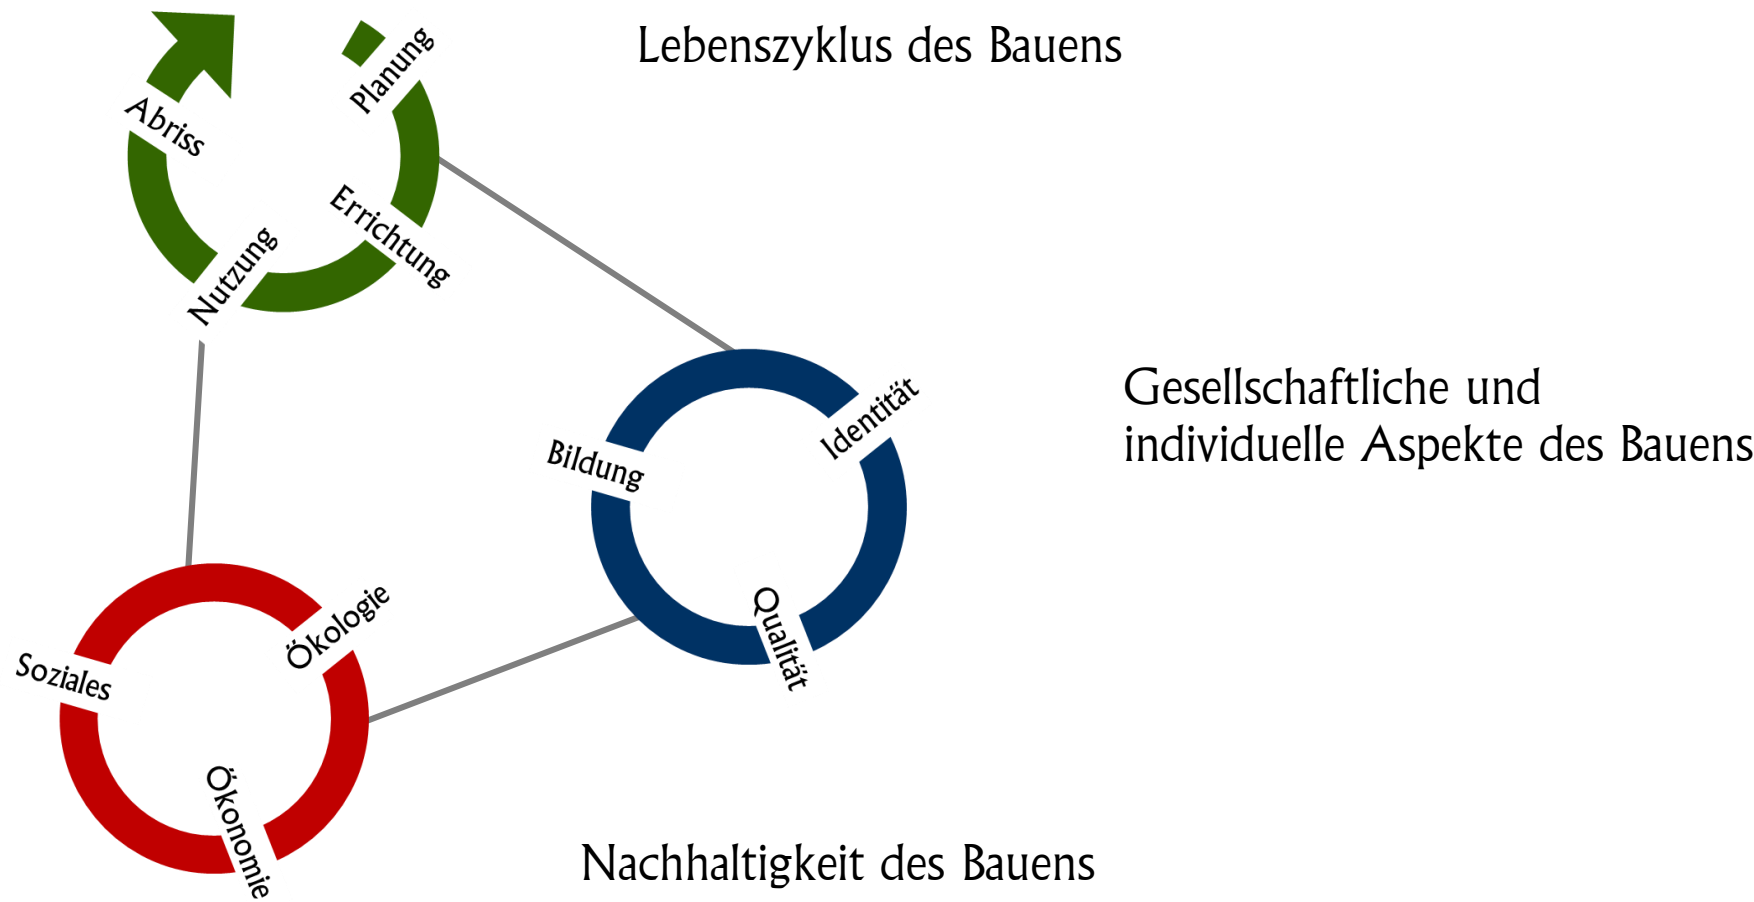 Lebenszyklus des Bauens
Planung
Abriss
Errichtung
Nutzung
Gesellschaftliche und
individuelle Aspekte des Bauens
Identität
Bildung
Qualität
Ökologie
Soziales
Ökonomie
Nachhaltigkeit des Bauens